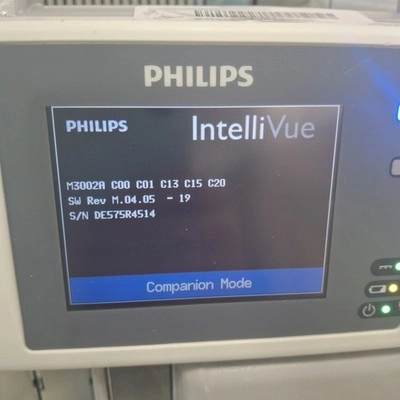 PHILIPS
PHILIPS IntelliVue
M3002A C00 C01 C13 C15 C20
SW Rev M.04.05 - 19
S/N DE575R4514
Companion Mode